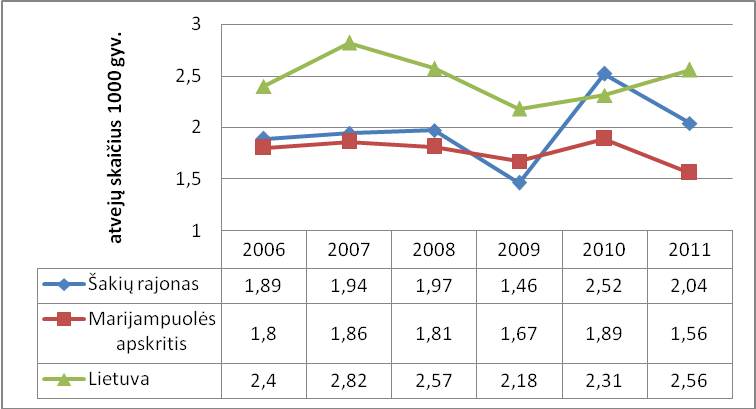 atvejų skaičius 1000 gyv.
3
2,5
2
1,5
1
2006 2007 2008 2009 2010 2011
Šakių rajonas 1,89 1,94 1,97 1,46 2,52 2,04
Marijampuolės
apskritis 1,8 1,86 1,81 1,67 1,89 1,56
Lietuva 2,4 2,82 2,57 2,18 2,31 2,56